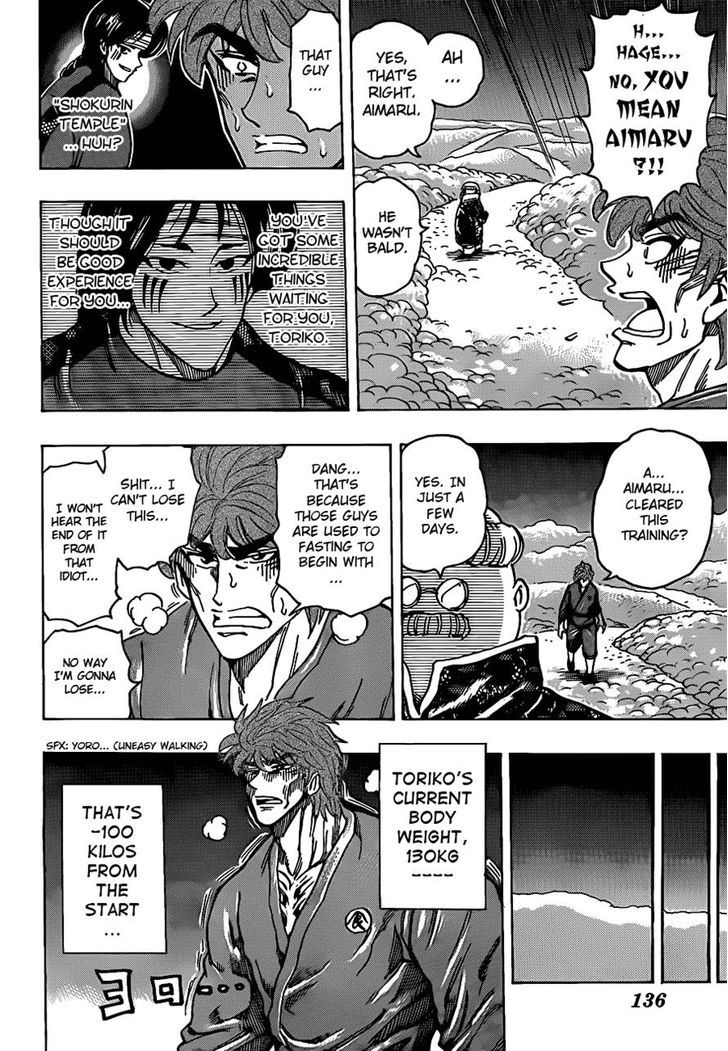 H...
HAGE...
NO, YOU
MEAN
AIMARU
?!!
AH
...
YES,
THAT'S
RIGHT.
AIMARU.
HE
WASN'T
BALD.
THAT
GUY
...
"SHOKURIN
TEMPLE"
... HUH?
YOU'VE
GOT SOME
INCREDIBLE
THINGS
WAITING
FOR YOU,
TORIKO.
THOUGH IT
SHOULD
BE GOOD
EXPERIENCE
FOR YOU...
A...
AIMARU...
CLEARED
THIS
TRAINING?
YES. IN
JUST A
FEW
DAYS.
DANG...
THAT'S
BECAUSE
THOSE GUYS
ARE USED TO
FASTING TO
BEGIN WITH
...
SHIT... I
CAN'T LOSE
THIS...
I WON'T
HEAR THE
END OF IT
FROM
THAT
IDIOT...
NO WAY
I'M GONNA
LOSE...
SFX: YORO... (UNEASY WALKING)
TORIKO'S
CURRENT
BODY
WEIGHT,
130KG
----
THAT'S
-100
KILOS
FROM
THE
START
...
食
ヨロ...
136